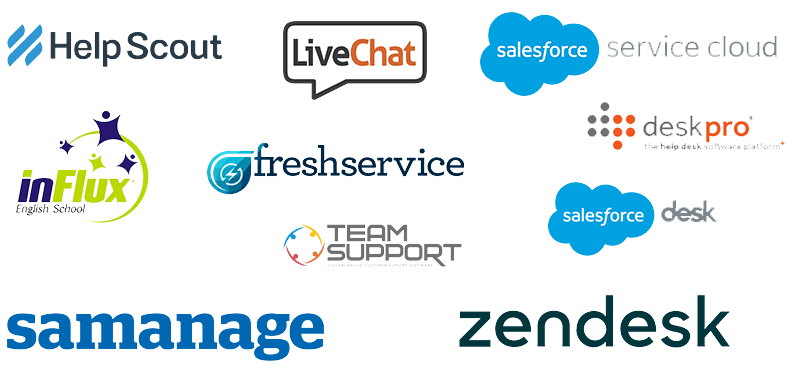 Help Scout
LiveChat
salesforce service cloud
deskpro
the help desk software platform
inFlux
English School
freshservice
salesforce desk
TEAM
SUPPORT
samanage
zendesk